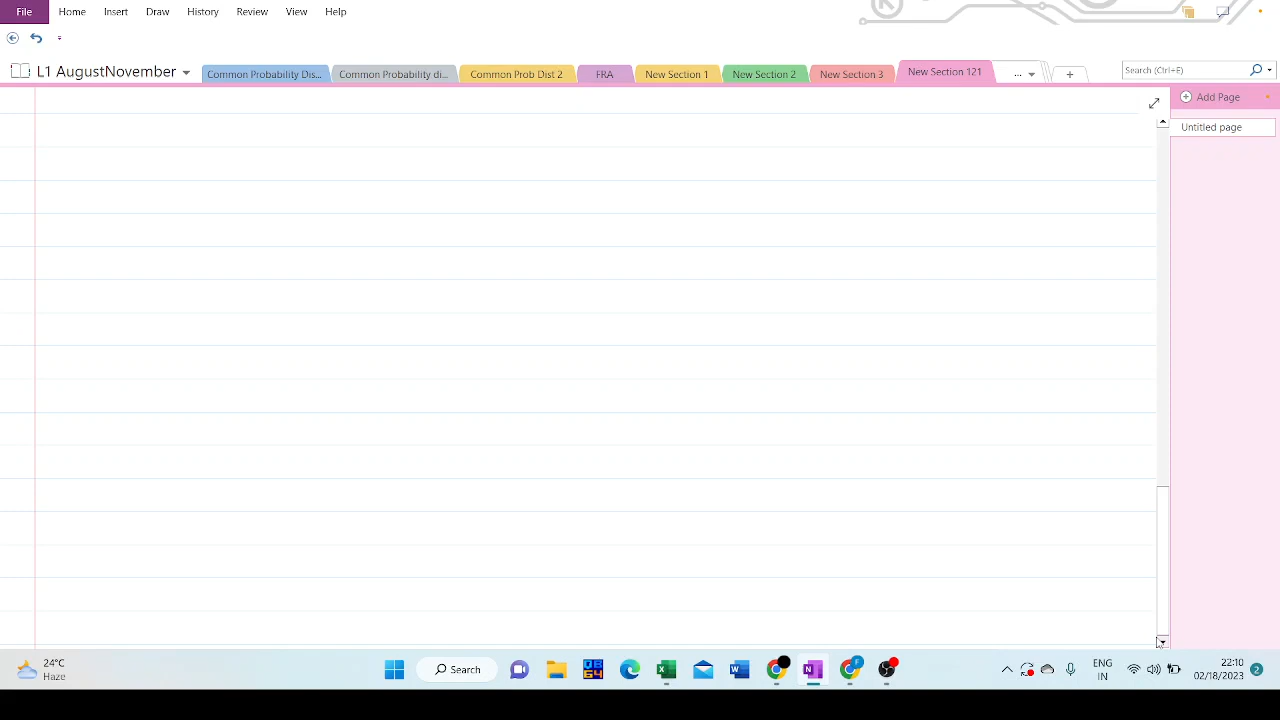 File Home Insert Draw History Review View Help
L1 AugustNovember
Common Probability Dis... Common Probability di... Common Prob Dist 2 FRA New Section 1 New Section 2 New Section 3 New Section 121 ... + Search (Ctrl+E)
Add Page
Untitled page
24°C
Haze
Search
ENG
IN
22:10
02/18/2023
2